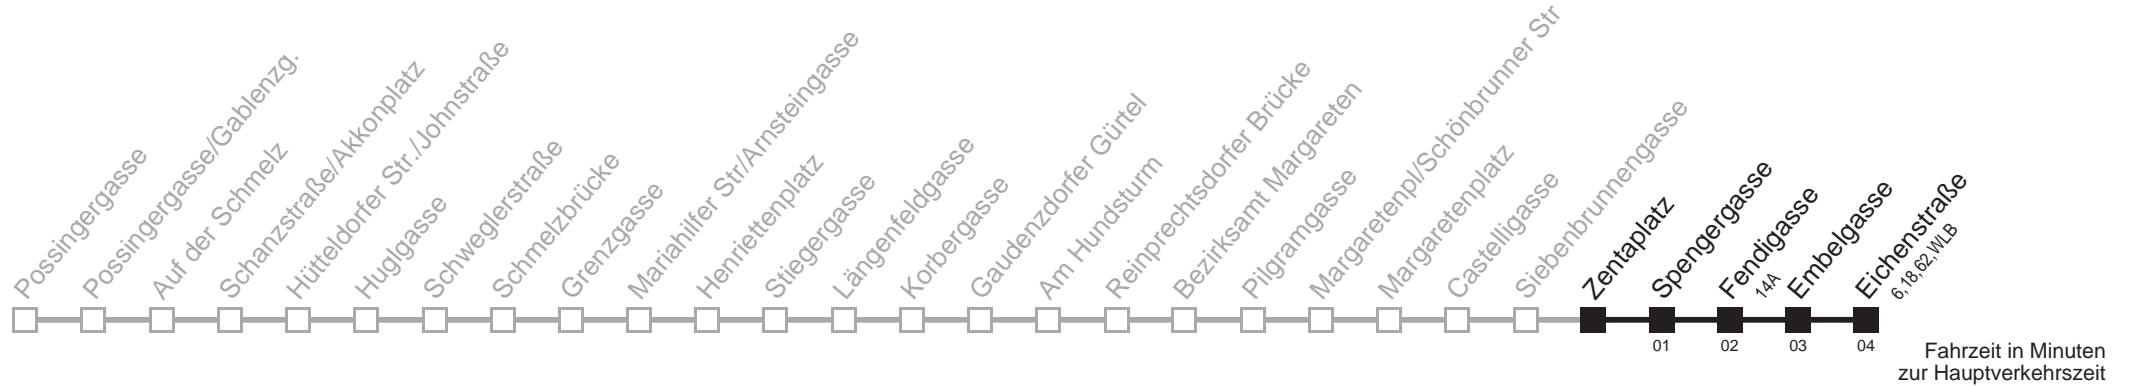 Possingergasse
Possingergasse/Gablenzg.
Auf der Schmelz
Schanzstraße/Akkonplatz
Hütteldorfer Str./Johnstraße
Huglgasse
Schweglerstraße
Schmelzbrücke
Grenzgasse
Mariahilfer Str/Arnsteingasse
Henriettenplatz
Stiegergasse
Längenfeldgasse
Korbergasse
Gaudenzdorfer Gürtel
Am Hundsturm
Reinprechtsdorfer Brücke
Bezirksamt Margareten
Pilgramgasse
Margaretenpl/Schönbrunner Str
Margaretenplatz
Castelligasse
Siebenbrunnengasse
Zentaplatz
Spengergasse
Fendigasse
14A
Embelgasse
Eichenstraße
6,18,62,WLB
01 02 03 04
Fahrzeit in Minuten
zur Hauptverkehrszeit